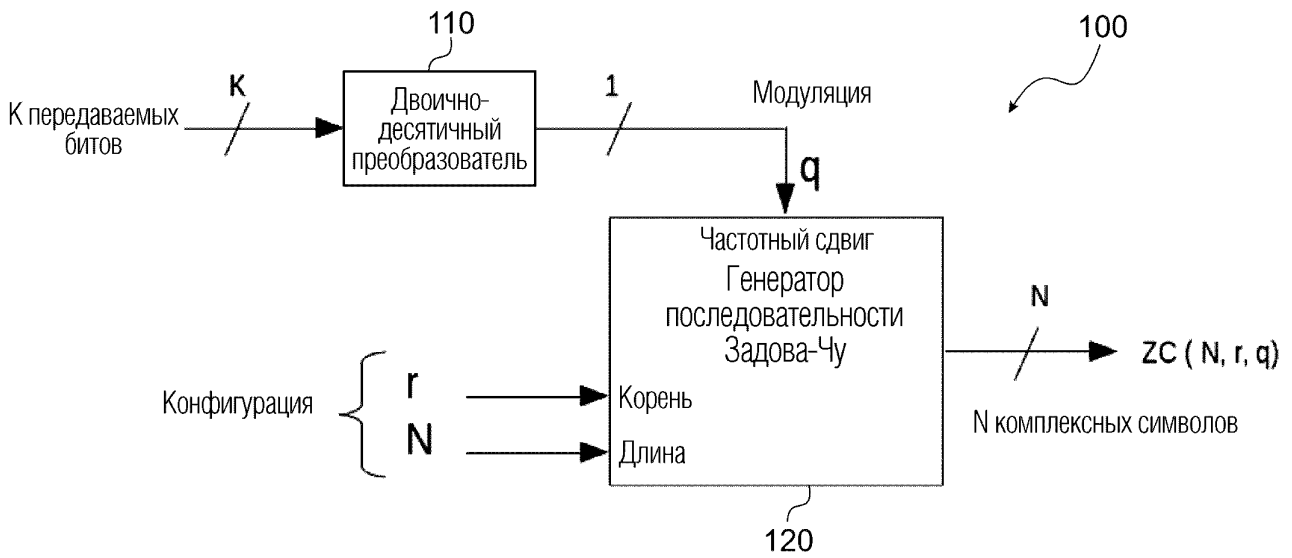 110
100
K
1
Модуляция
К передаваемых
битов
Двоично-
десятичный
преобразователь
q
Частотный сдвиг
Генератор
последовательности
Задова-Чу
N
ZC ( N, r, q)
Конфигурация
r
Корень
N комплексных символов
N
Длина
120